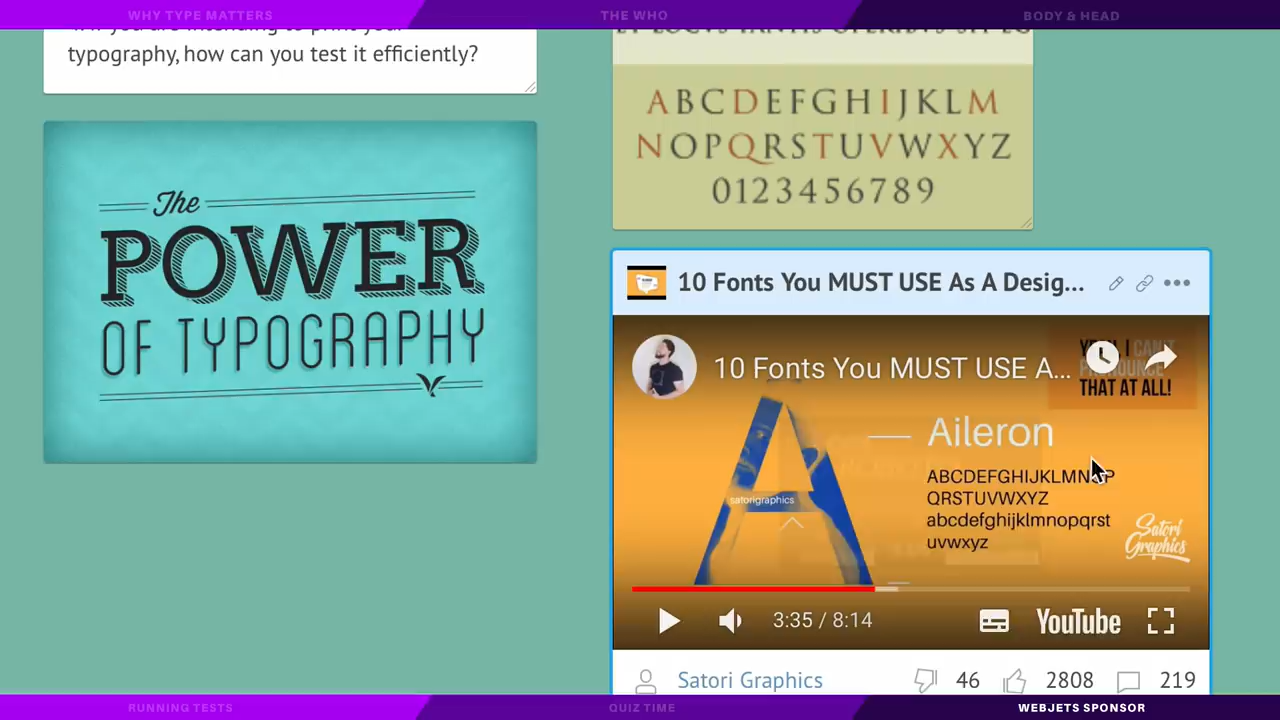 WHY TYPE MATTERS
THE WHO
BODY & HEAD
typography, how can you test it efficiently?
The
POWER
OF TYPOGRAPHY
ABCDEFGHIJKLM
NOPQRSTUVWXYZ
0123456789
10 Fonts You MUST USE As A Desig...
10 Fonts You MUST USE A...
THAT AT ALL!
Aileron
ABCDEFGHIJKLMNOP
QRSTUVWXYZ
abcdefghijklmnopqrst
uvwxyz
satorigraphics
Satori
Graphics
3:35 / 8:14
YouTube
Satori Graphics
46
2808
219
RUNNING TESTS
QUIZ TIME
WEBJETS SPONSOR